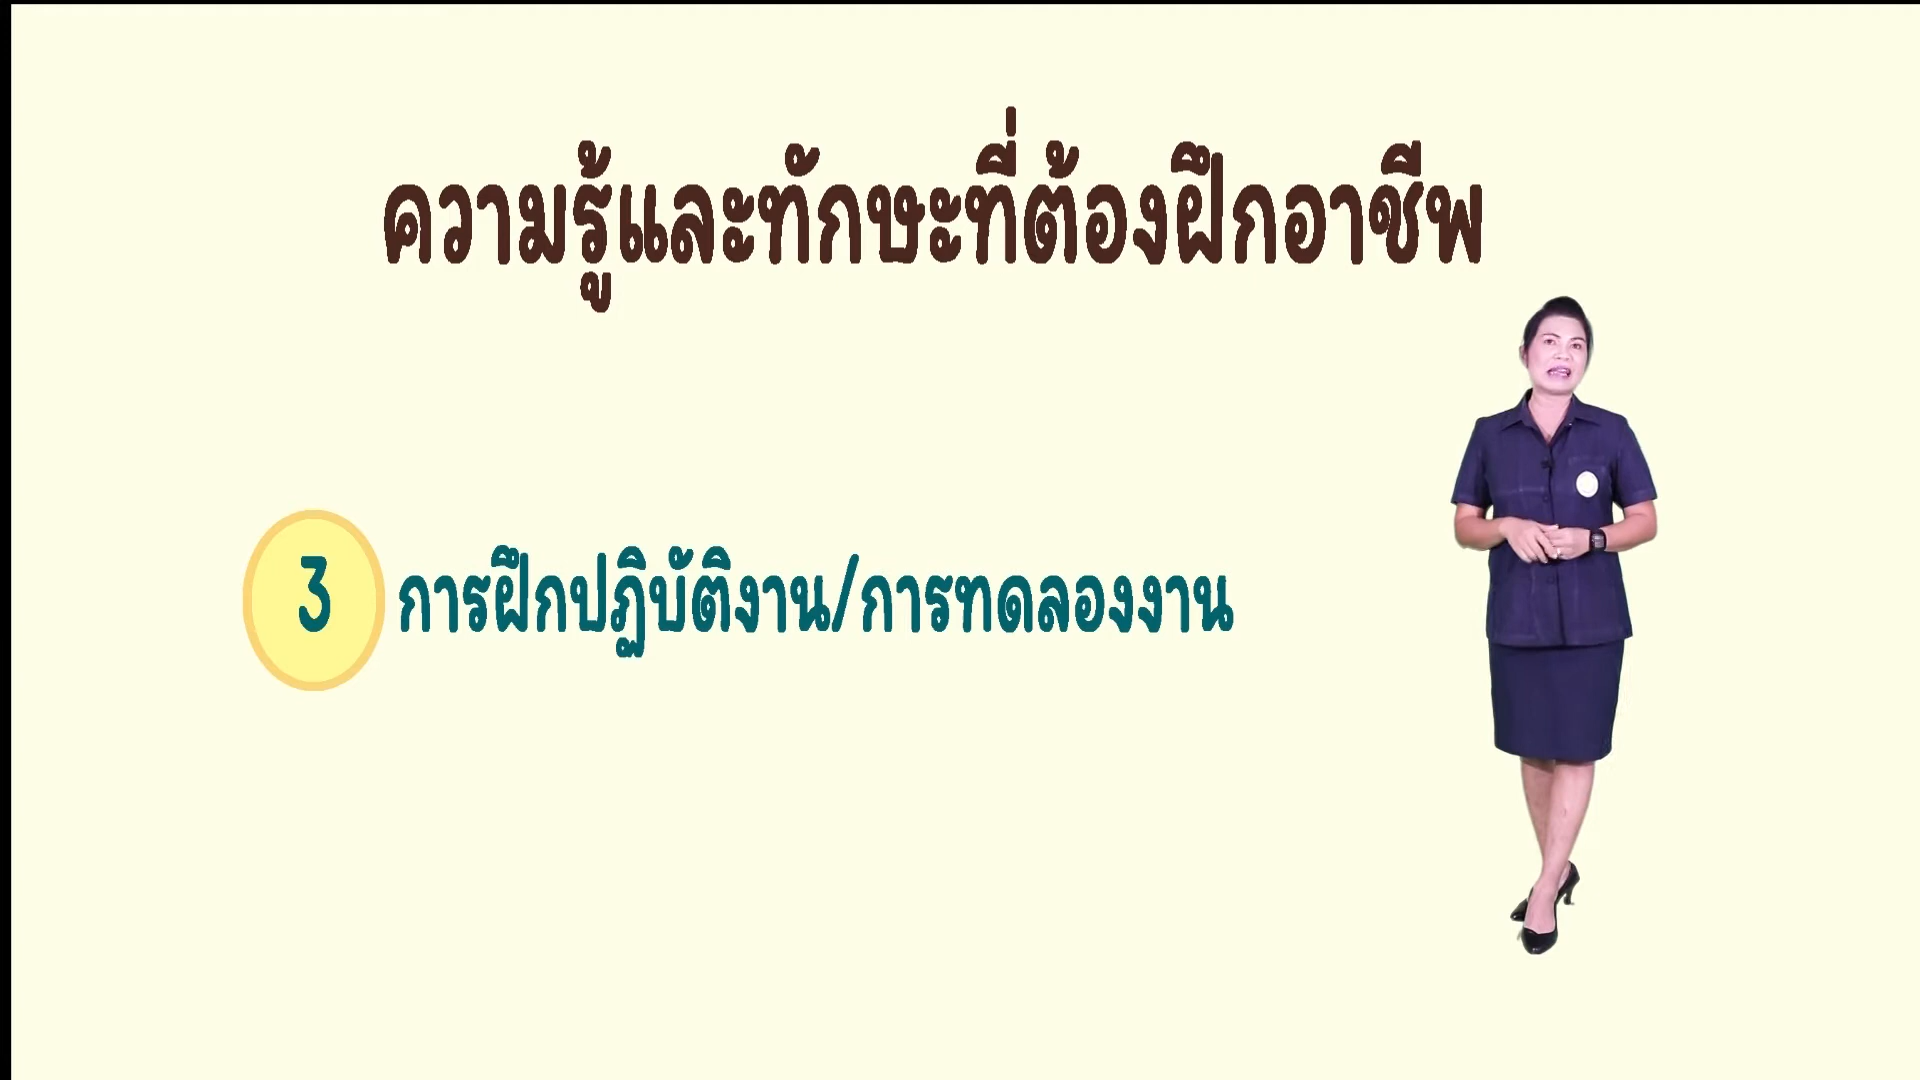 ความรู้และทักษะที่ต้องฝึกอาชีพ
3 การฝึกปฏิบัติงาน/การทดลองงาน